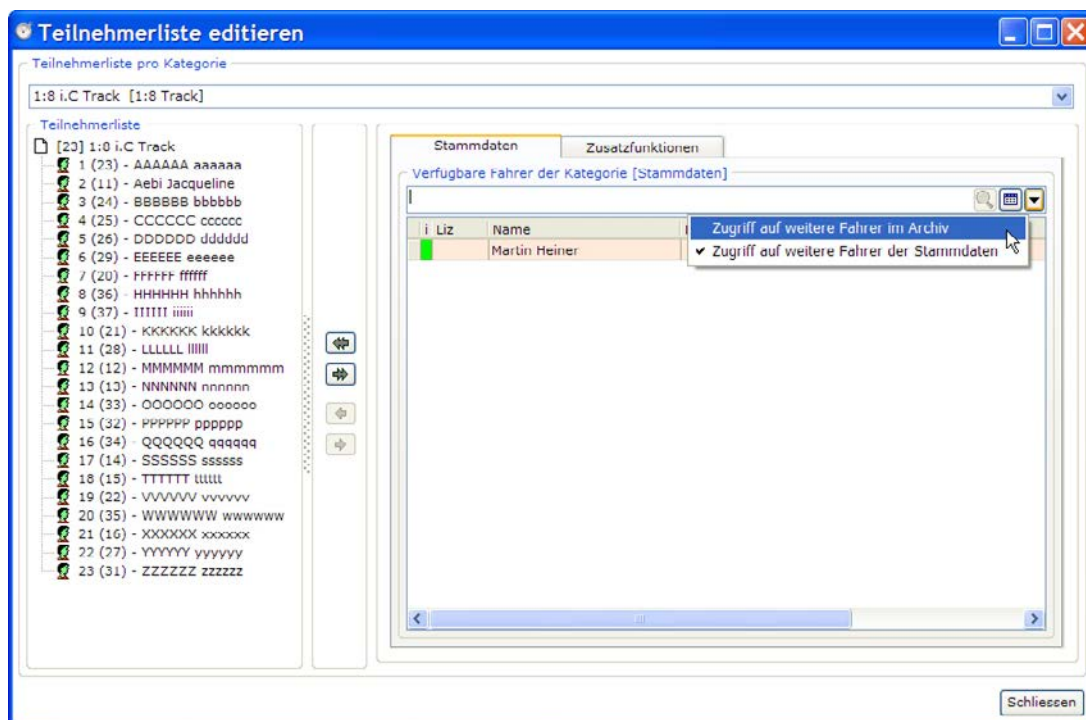 Teilnehmerliste editieren
Teilnehmerliste pro Kategorie
1:8 i.C Track [1:8 Track]
Teilnehmerliste
[23] 1:8 i.C Track
1 (23) - AAAAAA aaaaaa
2 (11) - Aebi Jacqueline
3 (24) - BBBBBB bbbbbb
4 (25) - CCCCCC cccccc
5 (26) - DDDDDD dddddd
6 (29) - EEEEEE eeeeee
7 (20) - FFFFFF ffffff
8 (36) - HHHHHH hhhhhh
9 (37) - IIIIII iiiiii
10 (21) - KKKKKK kkkkkk
11 (28) - LLLLLL llllll
12 (12) - MMMMMM mmmmmm
13 (13) - NNNNNN nnnnnn
14 (33) - OOOOOO oooooo
15 (32) - PPPPPP pppppp
16 (34) - QQQQQQ qqqqqq
17 (14) - SSSSSS ssssss
18 (15) - TTTTTT tttttt
19 (22) - VVVVVV vvvvvv
20 (35) - WWWWWW wwwwww
21 (16) - XXXXXX xxxxxx
22 (27) - YYYYYY yyyyyy
23 (31) - ZZZZZZ zzzzzz
Stammdaten Zusatzfunktionen
Verfügbare Fahrer der Kategorie [Stammdaten]
i Liz Name
Martin Heiner
Zugriff auf weitere Fahrer im Archiv
✓ Zugriff auf weitere Fahrer der Stammdaten
Schliessen